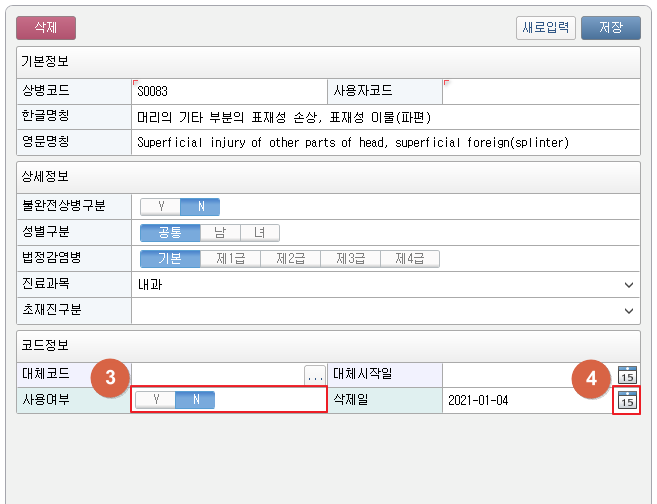 삭제 새로입력 저장
기본정보
상병코드 S0083 사용자코드
한글명칭 머리의 기타 부분의 표재성 손상, 표재성 이물(파편)
영문명칭 Superficial injury of other parts of head, superficial foreign(splinter)
상세정보
불완전상병구분 Y N
성별구분 공통 남 녀
법정감염병 기본 제1급 제2급 제3급 제4급
진료과목 내과
초재진구분
코드정보
대체코드 3 ... 대체시작일 4 15
사용여부 Y N 삭제일 2021-01-04 15